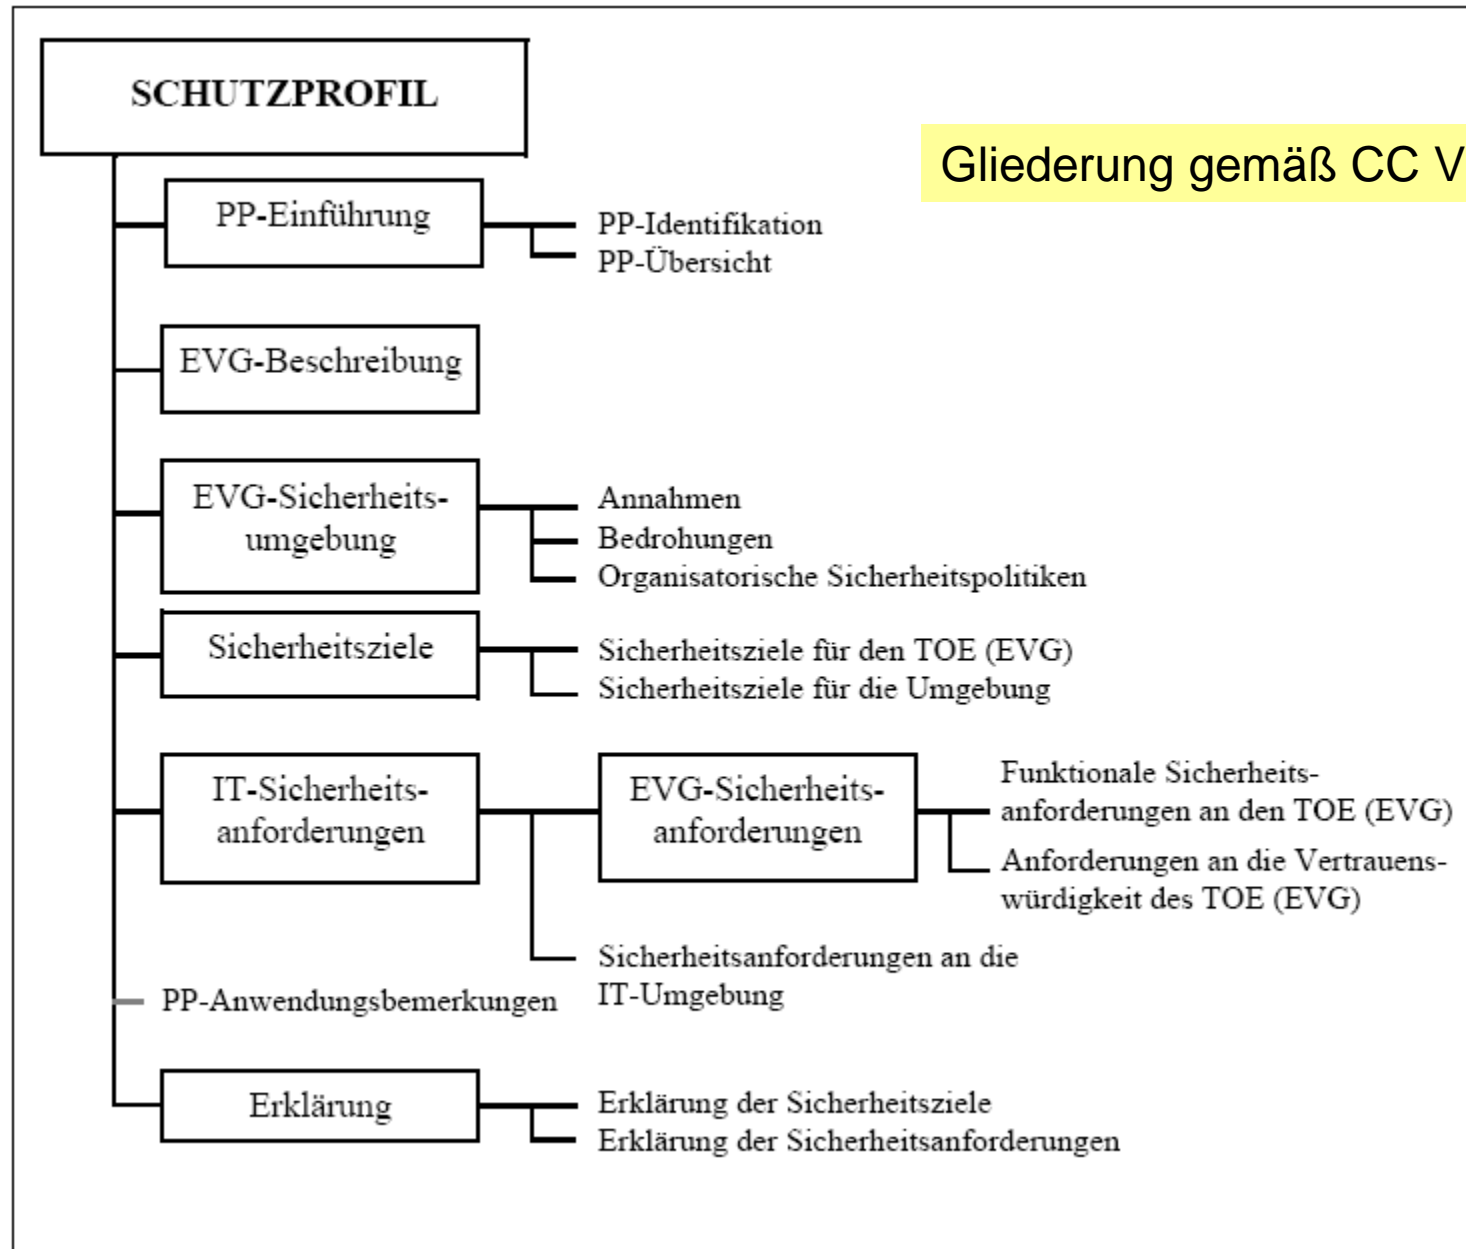 SCHUTZPROFIL
Gliederung gemäß CC V
PP-Einführung
PP-Identifikation
PP-Übersicht
EVG-Beschreibung
EVG-Sicherheits-
umgebung
Annahmen
Bedrohungen
Organisatorische Sicherheitspolitiken
Sicherheitsziele
Sicherheitsziele für den TOE (EVG)
Sicherheitsziele für die Umgebung
IT-Sicherheits-
anforderungen
EVG-Sicherheits-
anforderungen
Funktionale Sicherheits-
anforderungen an den TOE (EVG)
Anforderungen an die Vertrauens-
würdigkeit des TOE (EVG)
Sicherheitsanforderungen an die
IT-Umgebung
PP-Anwendungsbemerkungen
Erklärung
Erklärung der Sicherheitsziele
Erklärung der Sicherheitsanforderungen